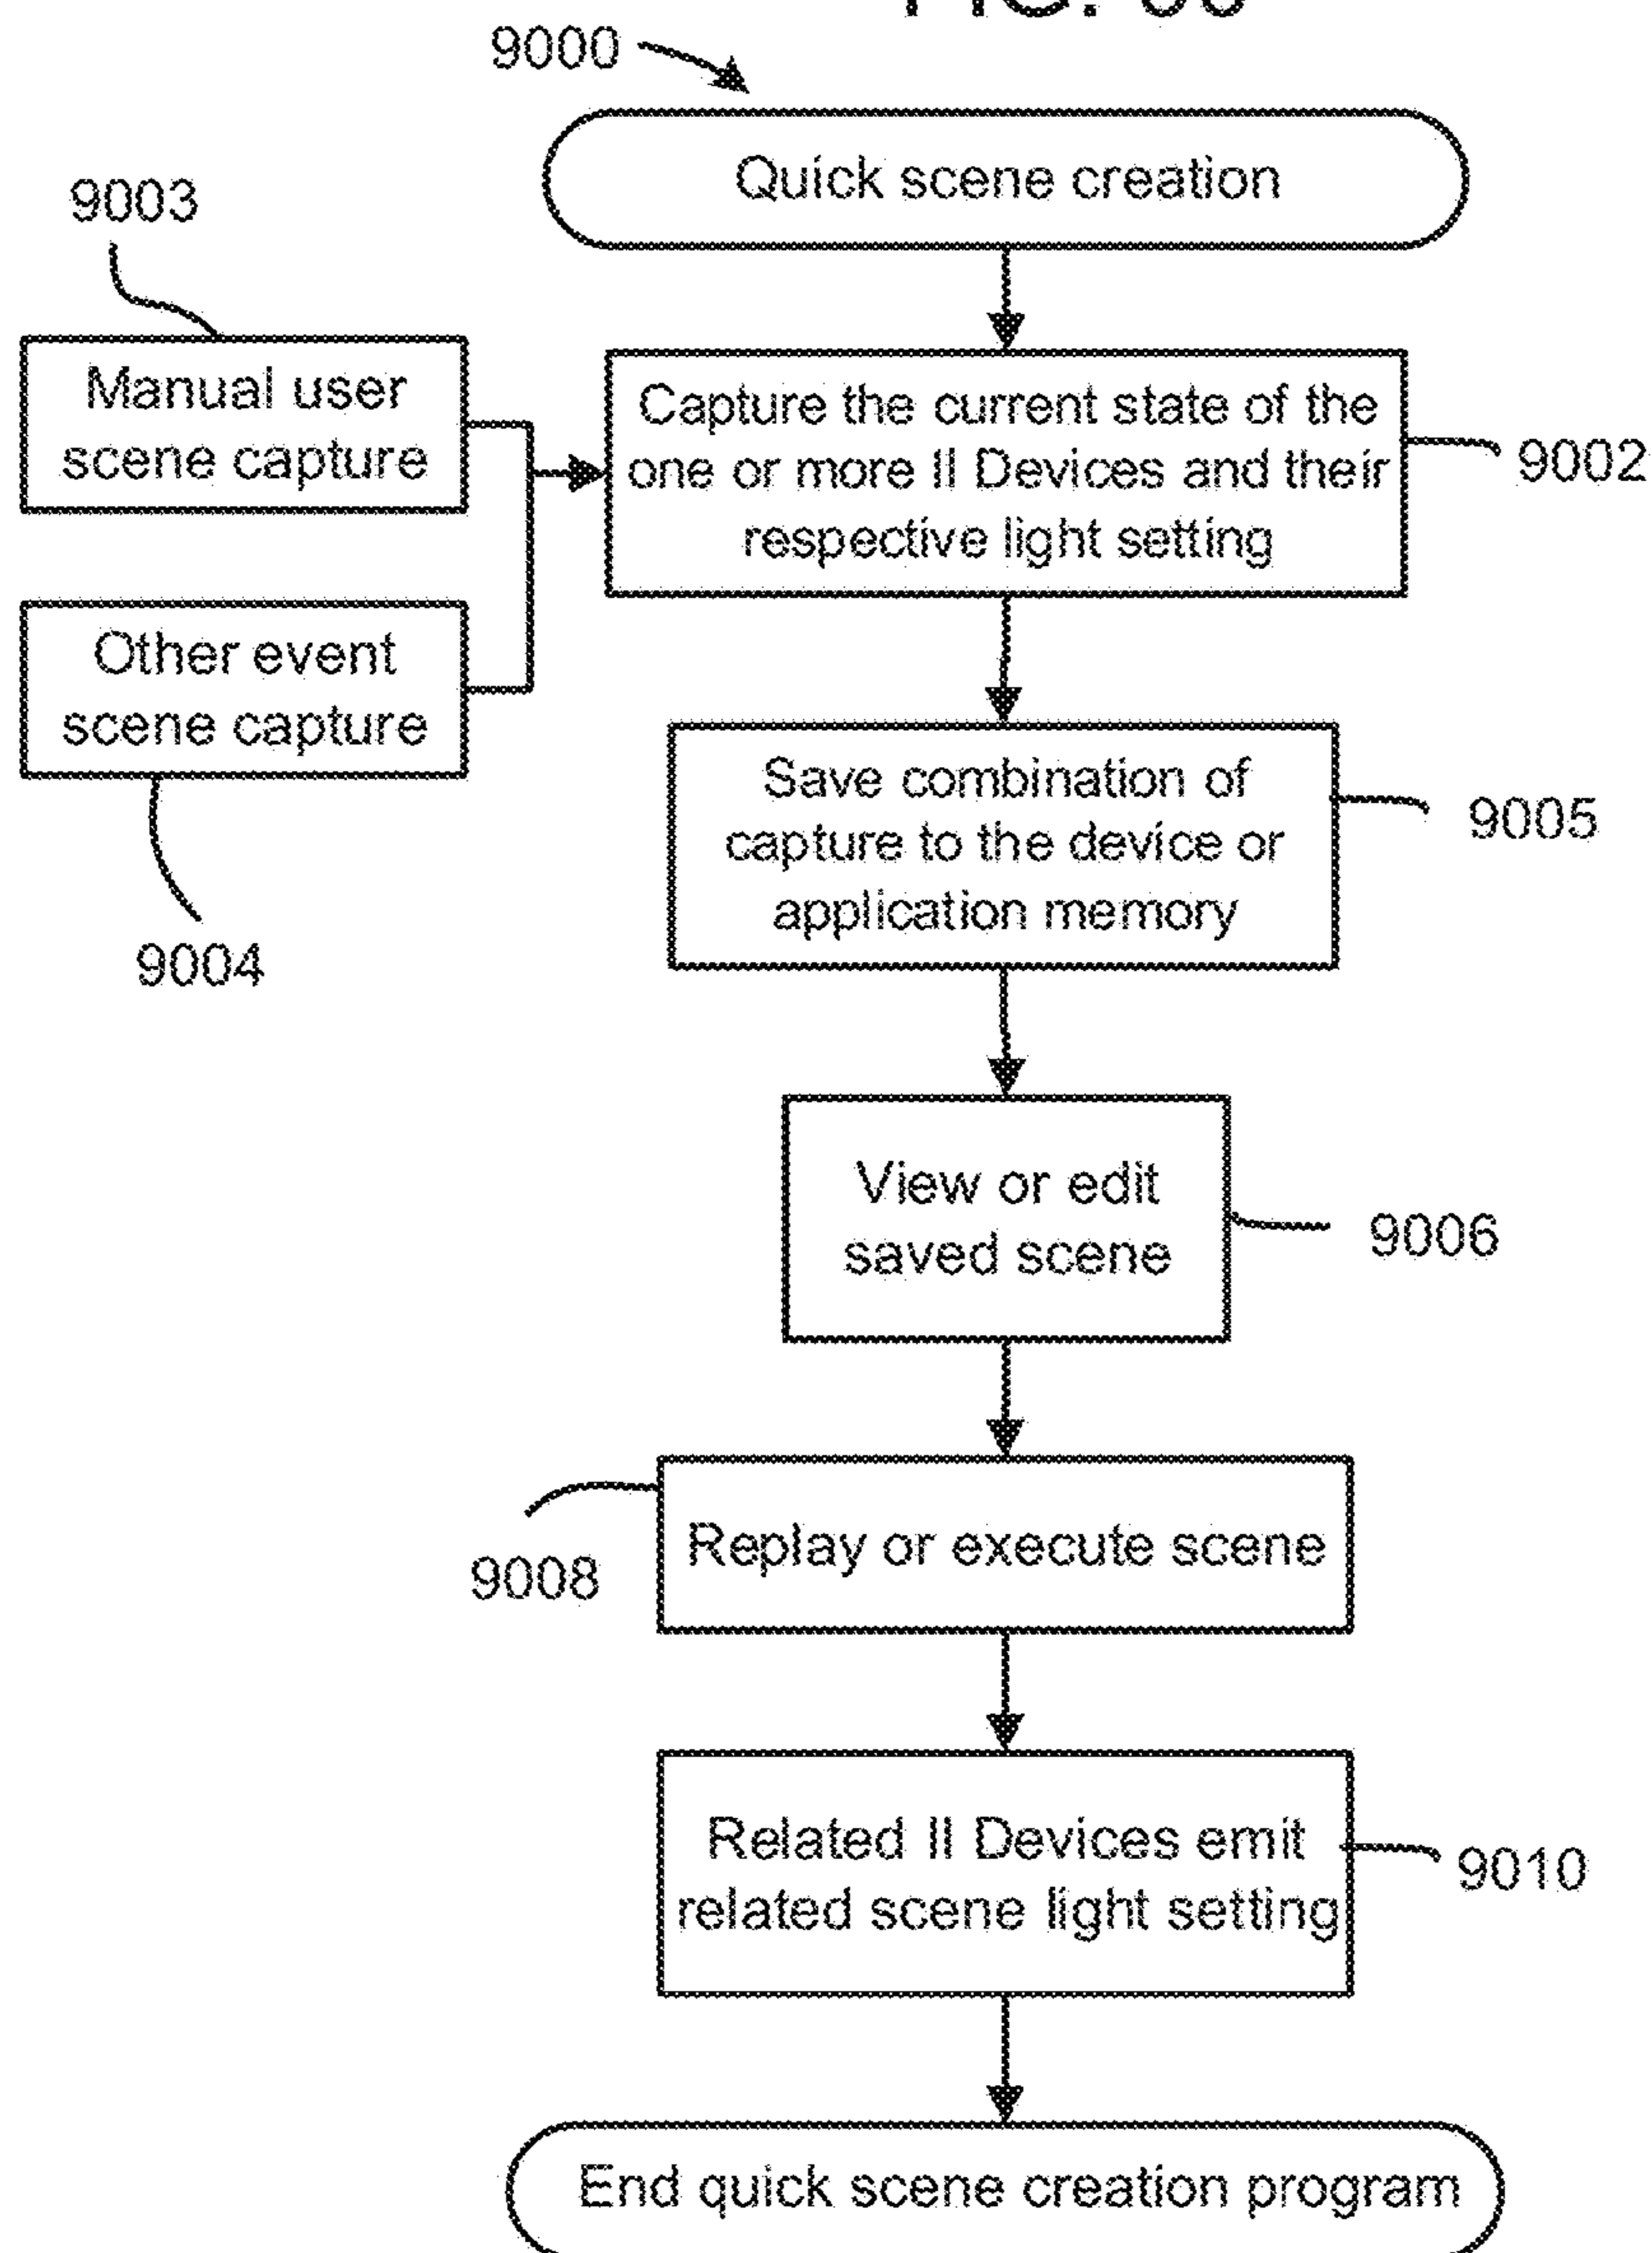 FIG.
9000
Quick scene creation
9003
Manual user
scene capture
Capture the current state of the
one or more II Devices and their
respective light setting
9002
Other event
scene capture
9004
Save combination of
capture to the device or
application memory
9005
View or edit
saved scene
9006
Replay or execute scene
9008
Related II Devices emit
related scene light setting
9010
End quick scene creation program